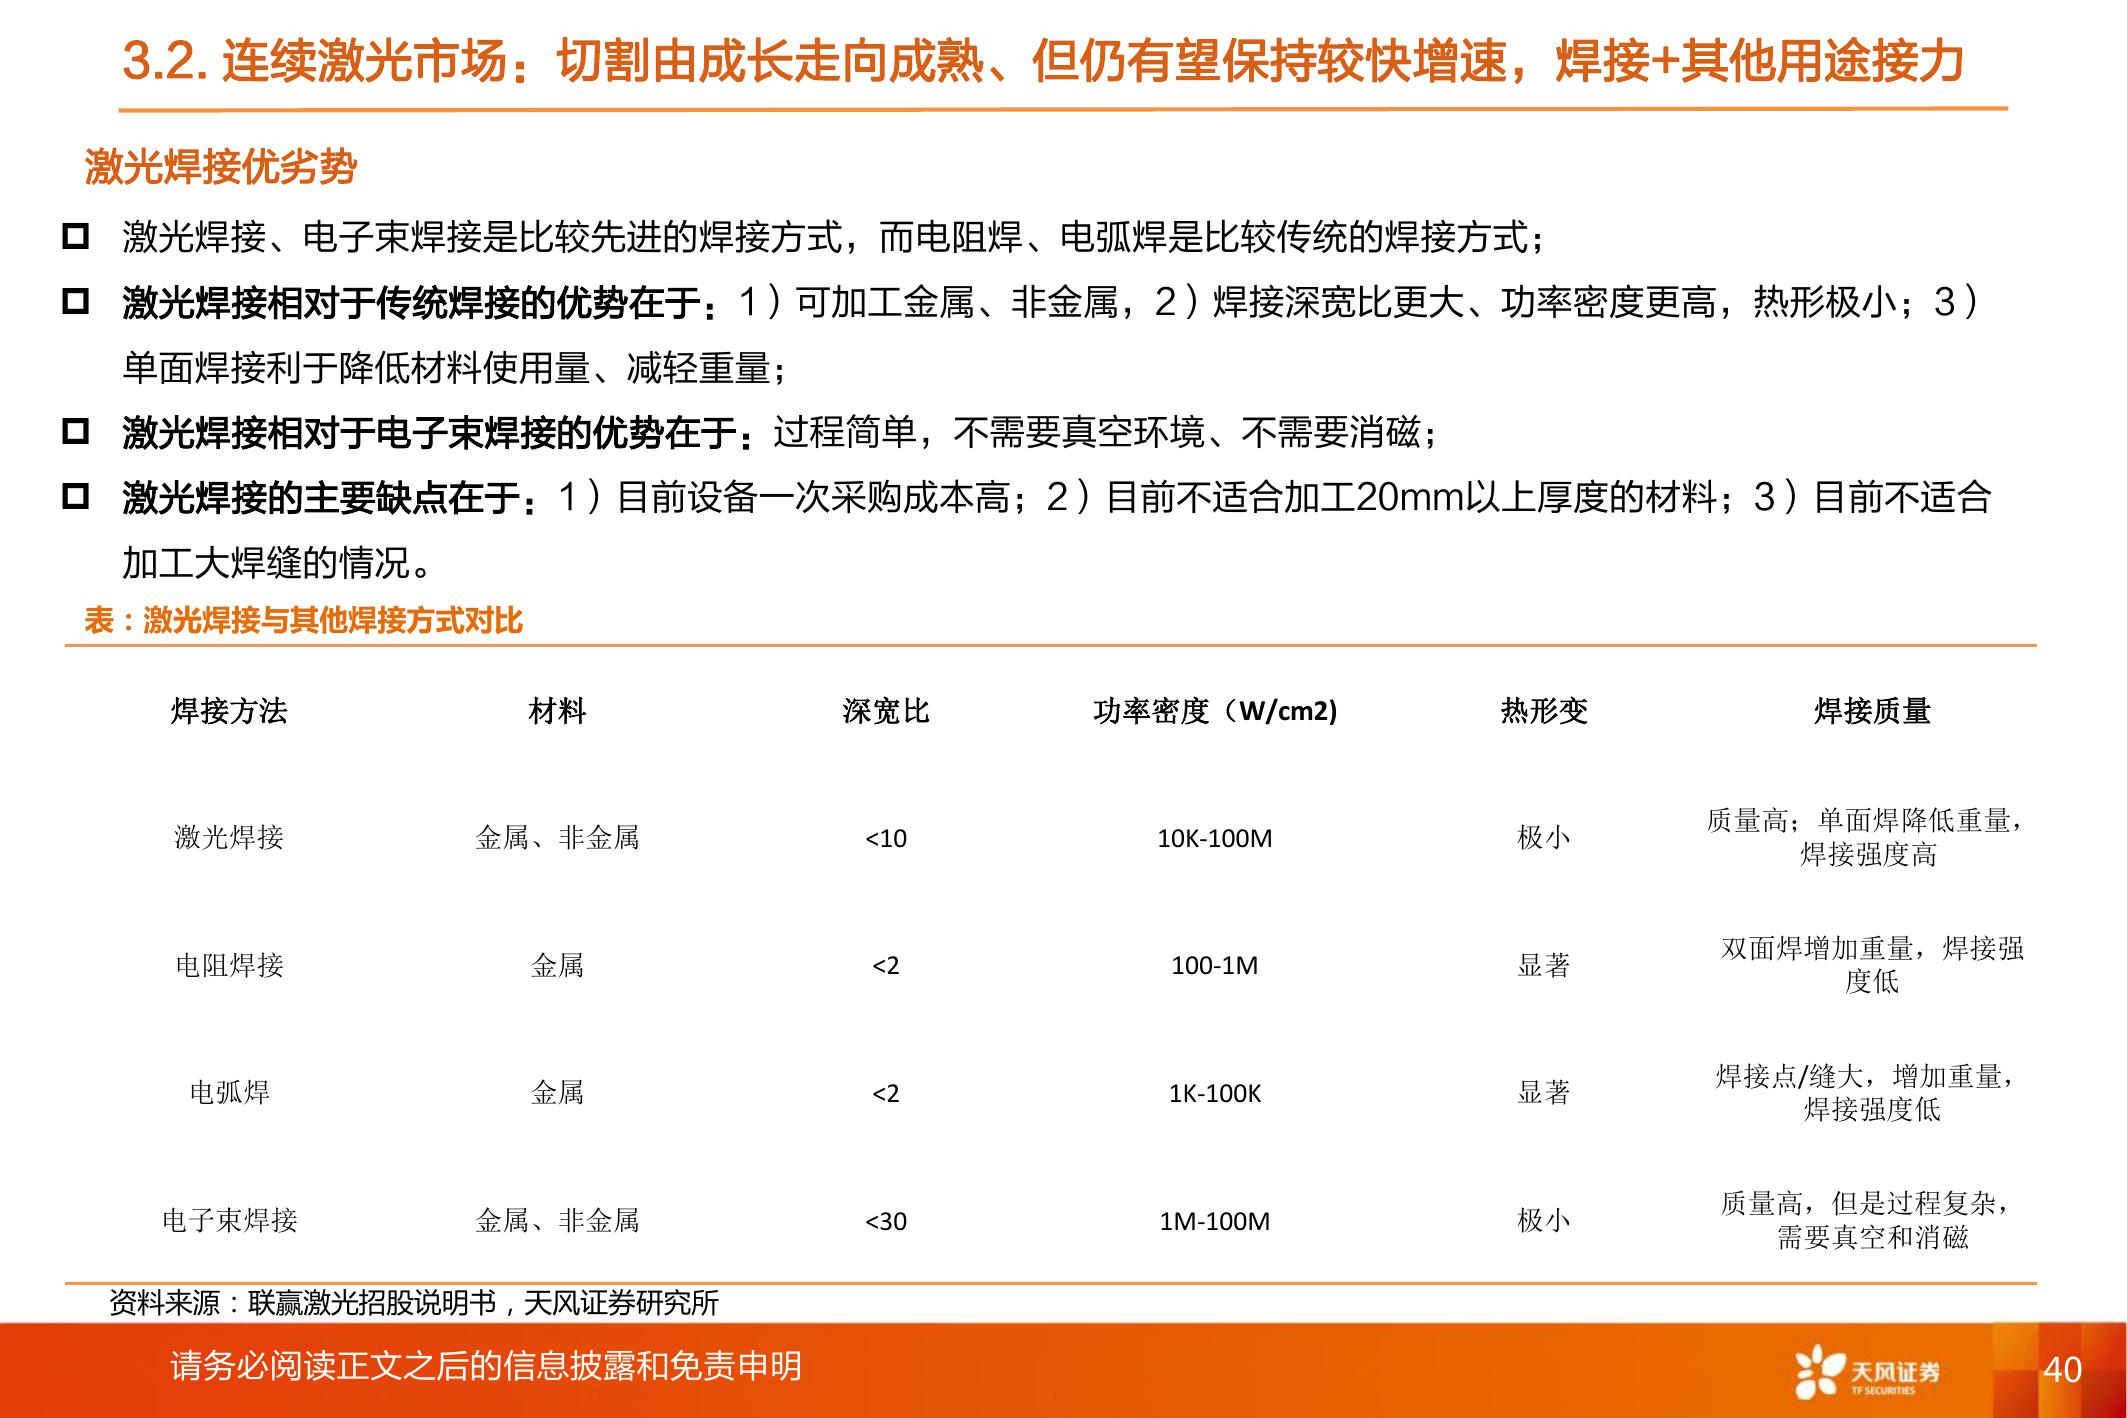 3.2. 连续激光市场：切割由成长走向成熟、但仍有望保持较快增速，焊接+其他用途接力
激光焊接优劣势
激光焊接、电子束焊接是比较先进的焊接方式，而电阻焊、电弧焊是比较传统的焊接方式；
激光焊接相对于传统焊接的优势在于：1）可加工金属、非金属，2）焊接深宽比更大、功率密度更高，热形极小；3）
单面焊接利于降低材料使用量、减轻重量；
激光焊接相对于电子束焊接的优势在于：过程简单，不需要真空环境、不需要消磁；
激光焊接的主要缺点在于：1）目前设备一次采购成本高；2）目前不适合加工20mm以上厚度的材料；3）目前不适合
加工大焊缝的情况。
表：激光焊接与其他焊接方式对比
焊接方法 材料 深宽比 功率密度（W/cm2) 热形变 焊接质量
激光焊接 金属、非金属 <10 10K-100M 极小 质量高；单面焊降低重量，
焊接强度高
电阻焊接 金属 <2 100-1M 显著 双面焊增加重量，焊接强
度低
电弧焊 金属 <2 1K-100K 显著 焊接点/缝大，增加重量，
焊接强度低
电子束焊接 金属、非金属 <30 1M-100M 极小 质量高，但是过程复杂，
需要真空和消磁
资料来源：联赢激光招股说明书，天风证券研究所
请务必阅读正文之后的信息披露和免责申明
天风证券
TF SECURITIES
40